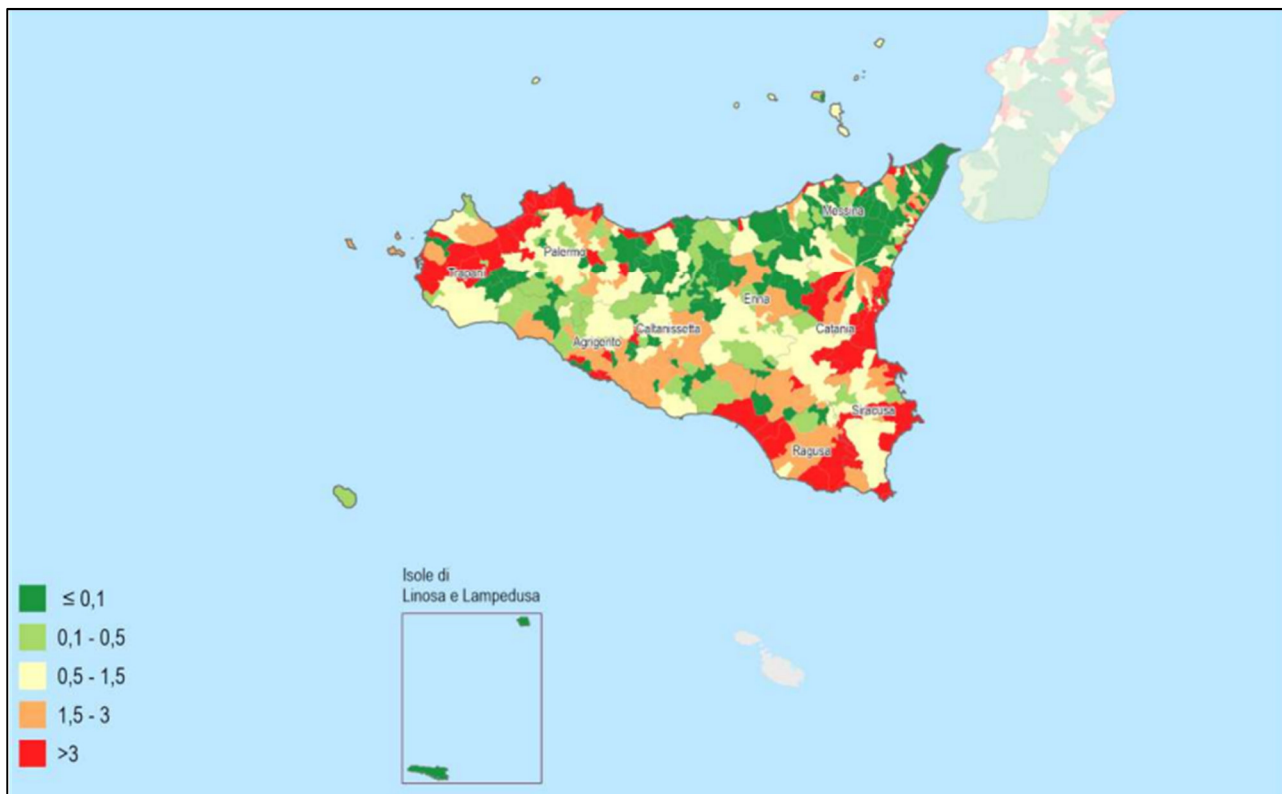 Messina
Palermo
Trapani
Enna
Caltanissetta
Catania
Agrigento
Siracusa
Ragusa
Isole di
Linosa e Lampedusa
≤ 0,1
0,1 - 0,5
0,5 - 1,5
1,5 - 3
>3